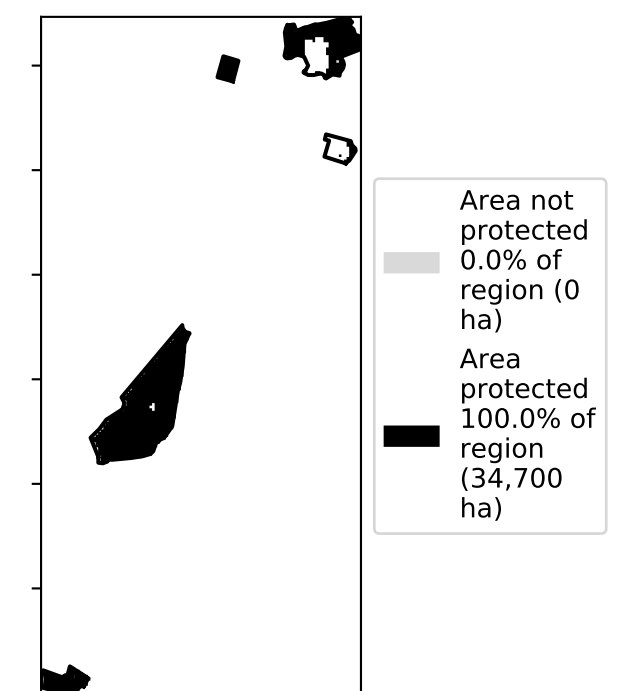 Area not
protected
0.0% of
region (0
ha)
Area
protected
100.0% of
region
(34,700
ha)